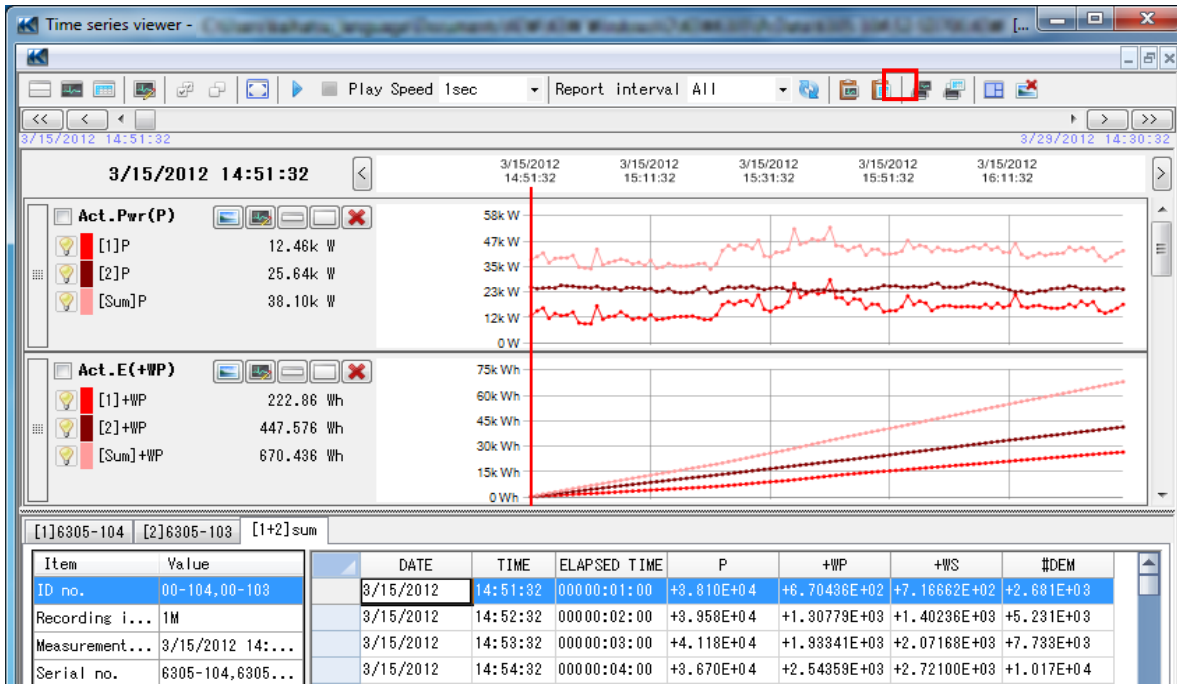 Time series viewer - [...
Play Speed 1sec Report interval All
<< < > >>
3/15/2012 14:51:32 3/29/2012 14:30:32
3/15/2012 14:51:32 < 3/15/2012 14:51:32 3/15/2012 15:11:32 3/15/2012 15:31:32 3/15/2012 15:51:32 3/15/2012 16:11:32 >
Act.Pwr(P)
[1]P 12.46k W
[2]P 25.64k W
[Sum]P 38.10k W
58k W
47k W
35k W
23k W
12k W
0 W
Act.E(+WP)
[1]+WP 222.86 Wh
[2]+WP 447.576 Wh
[Sum]+WP 670.436 Wh
75k Wh
60k Wh
45k Wh
30k Wh
15k Wh
0 Wh
[1]6305-104 [2]6305-103 [1+2]sum
Item Value
ID no. 00-104,00-103
Recording i... 1M
Measurement... 3/15/2012 14:...
Serial no. 6305-104,6305...
DATE TIME ELAPSED TIME P +WP +WS #DEM
3/15/2012 14:51:32 00000:01:00 +3.810E+04 +6.70436E+02 +7.16662E+02 +2.681E+03
3/15/2012 14:52:32 00000:02:00 +3.958E+04 +1.30779E+03 +1.40236E+03 +5.231E+03
3/15/2012 14:53:32 00000:03:00 +4.118E+04 +1.93341E+03 +2.07168E+03 +7.733E+03
3/15/2012 14:54:32 00000:04:00 +3.670E+04 +2.54359E+03 +2.72100E+03 +1.017E+04